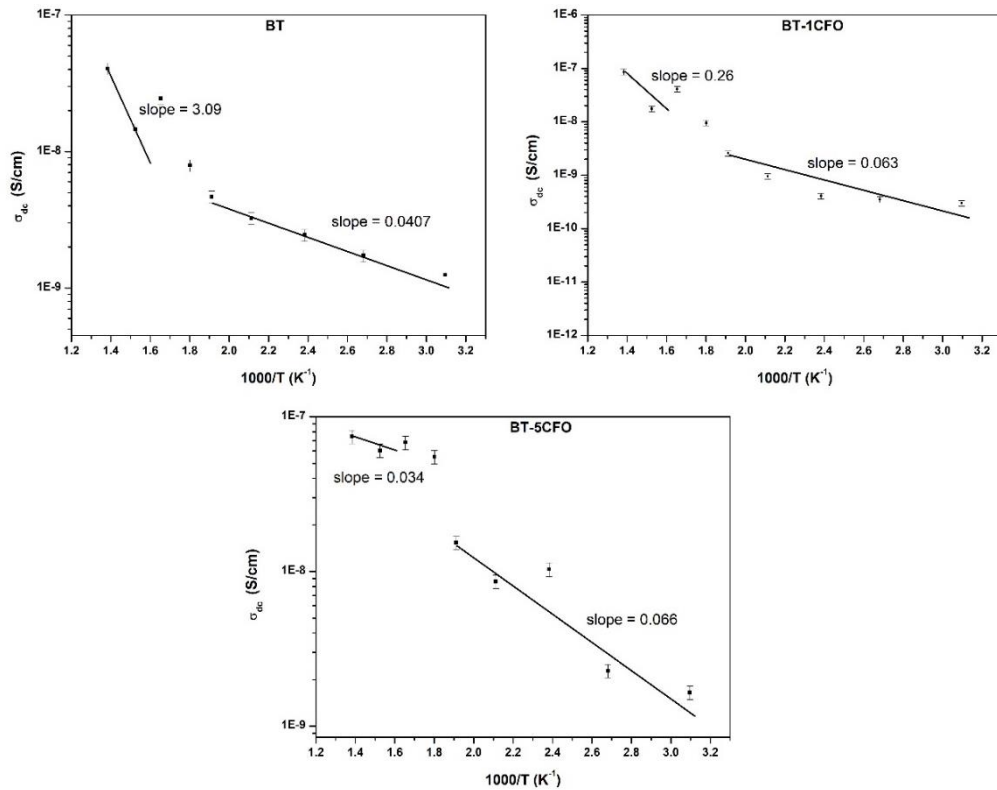 BT
1E-7
1E-8
1E-9
σdc (S/cm)
slope = 3.09
slope = 0.0407
1.2 1.4 1.6 1.8 2.0 2.2 2.4 2.6 2.8 3.0 3.2
1000/T (K-1)
BT-1CFO
1E-6
1E-7
1E-8
1E-9
1E-10
1E-11
1E-12
σdc (S/cm)
slope = 0.26
slope = 0.063
1.2 1.4 1.6 1.8 2.0 2.2 2.4 2.6 2.8 3.0 3.2
1000/T (K-1)
BT-5CFO
1E-7
1E-8
1E-9
σdc (S/cm)
slope = 0.034
slope = 0.066
1.2 1.4 1.6 1.8 2.0 2.2 2.4 2.6 2.8 3.0 3.2
1000/T (K-1)